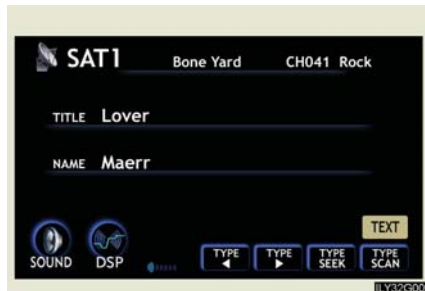 SAT1 Bone Yard CH041 Rock
TITLE Lover
NAME Maerr
TEXT
SOUND DSP TYPE ◀ TYPE ▶ TYPE SEEK TYPE SCAN
ILY32G00